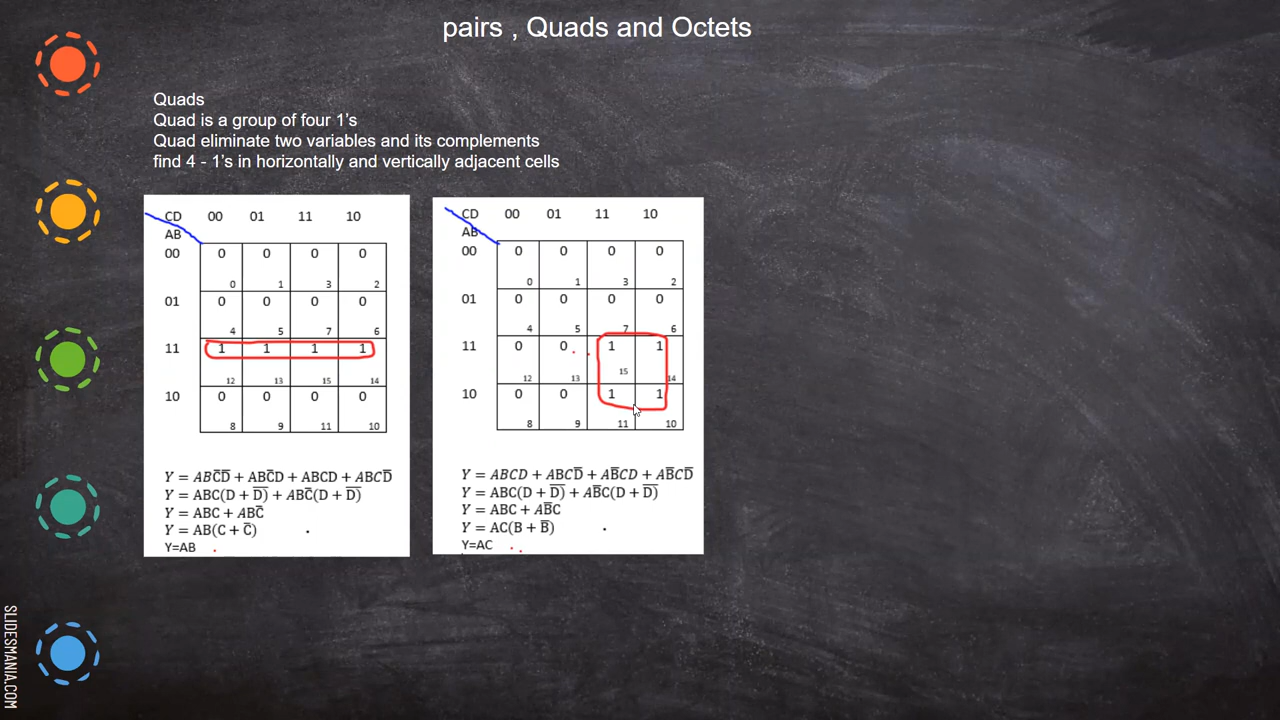 pairs , Quads and Octets
Quads
Quad is a group of four 1's
Quad eliminate two variables and its complements
find 4 - 1's in horizontally and vertically adjacent cells
CD 00 01 11 10
AB
00 0 0 0 0
0 1 3 2
01 0 0 0 0
4 5 7 6
11 1 1 1 1
12 13 15 14
10 0 0 0 0
8 9 11 10
Y = ABC̅D̅ + ABC̅D + ABCD + ABCD̅
Y = ABC(D + D̅) + ABC̅(D + D̅)
Y = ABC + ABC̅
Y = AB(C + C̅)
Y=AB
CD 00 01 11 10
AB
00 0 0 0 0
0 1 3 2
01 0 0 0 0
4 5 7 6
11 0 0 1 1
12 13 15 14
10 0 0 1 1
8 9 11 10
Y = ABCD + ABCD̅ + AB̅CD + AB̅CD̅
Y = ABC(D + D̅) + AB̅C(D + D̅)
Y = ABC + AB̅C
Y = AC(B + B̅)
Y=AC
SLIDESMANIA.COM